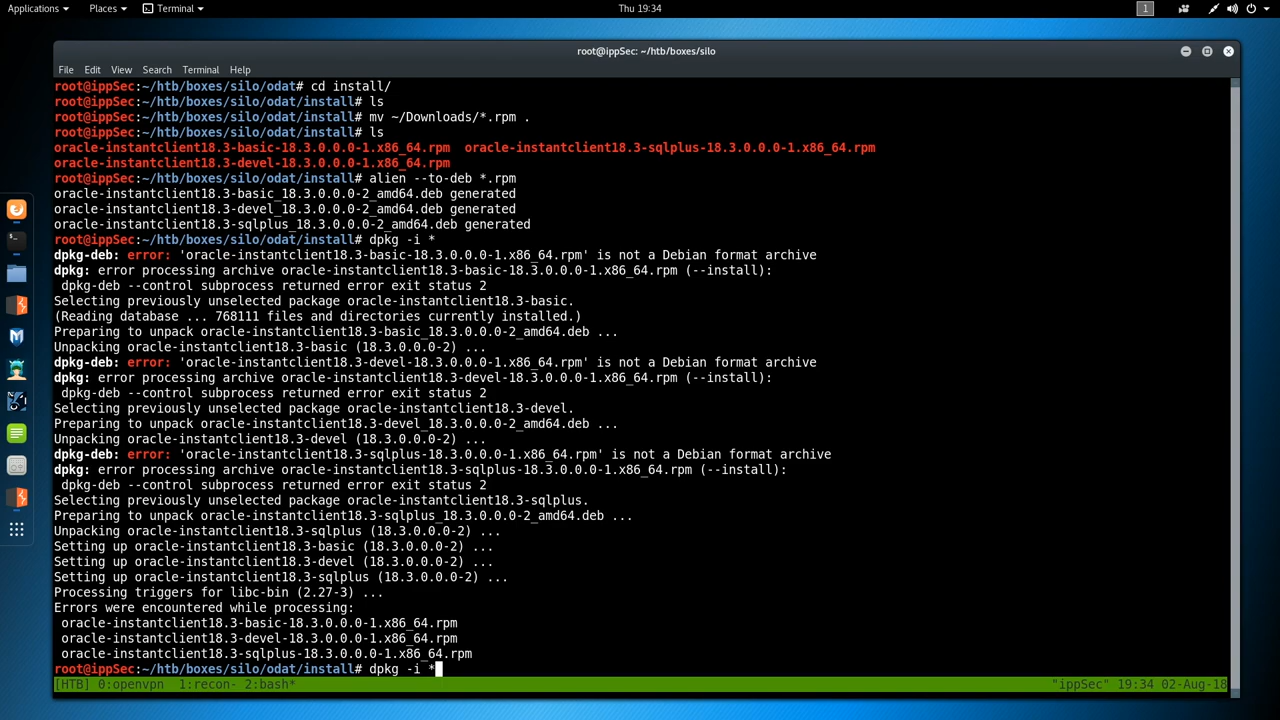 Applications Places Terminal Thu 19:34 1
root@ippSec: ~/htb/boxes/silo
File Edit View Search Terminal Help
root@ippSec:~/htb/boxes/silo/odat# cd install/
root@ippSec:~/htb/boxes/silo/odat/install# ls
root@ippSec:~/htb/boxes/silo/odat/install# mv ~/Downloads/*.rpm .
root@ippSec:~/htb/boxes/silo/odat/install# ls
oracle-instantclient18.3-basic-18.3.0.0.0-1.x86_64.rpm  oracle-instantclient18.3-sqlplus-18.3.0.0.0-1.x86_64.rpm
oracle-instantclient18.3-devel-18.3.0.0.0-1.x86_64.rpm
root@ippSec:~/htb/boxes/silo/odat/install# alien --to-deb *.rpm
oracle-instantclient18.3-basic_18.3.0.0.0-2_amd64.deb generated
oracle-instantclient18.3-devel_18.3.0.0.0-2_amd64.deb generated
oracle-instantclient18.3-sqlplus_18.3.0.0.0-2_amd64.deb generated
root@ippSec:~/htb/boxes/silo/odat/install# dpkg -i *
dpkg-deb: error: 'oracle-instantclient18.3-basic-18.3.0.0.0-1.x86_64.rpm' is not a Debian format archive
dpkg: error processing archive oracle-instantclient18.3-basic-18.3.0.0.0-1.x86_64.rpm (--install):
 dpkg-deb --control subprocess returned error exit status 2
Selecting previously unselected package oracle-instantclient18.3-basic.
(Reading database ... 768111 files and directories currently installed.)
Preparing to unpack oracle-instantclient18.3-basic_18.3.0.0.0-2_amd64.deb ...
Unpacking oracle-instantclient18.3-basic (18.3.0.0.0-2) ...
dpkg-deb: error: 'oracle-instantclient18.3-devel-18.3.0.0.0-1.x86_64.rpm' is not a Debian format archive
dpkg: error processing archive oracle-instantclient18.3-devel-18.3.0.0.0-1.x86_64.rpm (--install):
 dpkg-deb --control subprocess returned error exit status 2
Selecting previously unselected package oracle-instantclient18.3-devel.
Preparing to unpack oracle-instantclient18.3-devel_18.3.0.0.0-2_amd64.deb ...
Unpacking oracle-instantclient18.3-devel (18.3.0.0.0-2) ...
dpkg-deb: error: 'oracle-instantclient18.3-sqlplus-18.3.0.0.0-1.x86_64.rpm' is not a Debian format archive
dpkg: error processing archive oracle-instantclient18.3-sqlplus-18.3.0.0.0-1.x86_64.rpm (--install):
 dpkg-deb --control subprocess returned error exit status 2
Selecting previously unselected package oracle-instantclient18.3-sqlplus.
Preparing to unpack oracle-instantclient18.3-sqlplus_18.3.0.0.0-2_amd64.deb ...
Unpacking oracle-instantclient18.3-sqlplus (18.3.0.0.0-2) ...
Setting up oracle-instantclient18.3-basic (18.3.0.0.0-2) ...
Setting up oracle-instantclient18.3-devel (18.3.0.0.0-2) ...
Setting up oracle-instantclient18.3-sqlplus (18.3.0.0.0-2) ...
Processing triggers for libc-bin (2.27-3) ...
Errors were encountered while processing:
 oracle-instantclient18.3-basic-18.3.0.0.0-1.x86_64.rpm
 oracle-instantclient18.3-devel-18.3.0.0.0-1.x86_64.rpm
 oracle-instantclient18.3-sqlplus-18.3.0.0.0-1.x86_64.rpm
root@ippSec:~/htb/boxes/silo/odat/install# dpkg -i *
[HTB] 0:openvpn  1:recon- 2:bash* "ippSec" 19:34 02-Aug-18